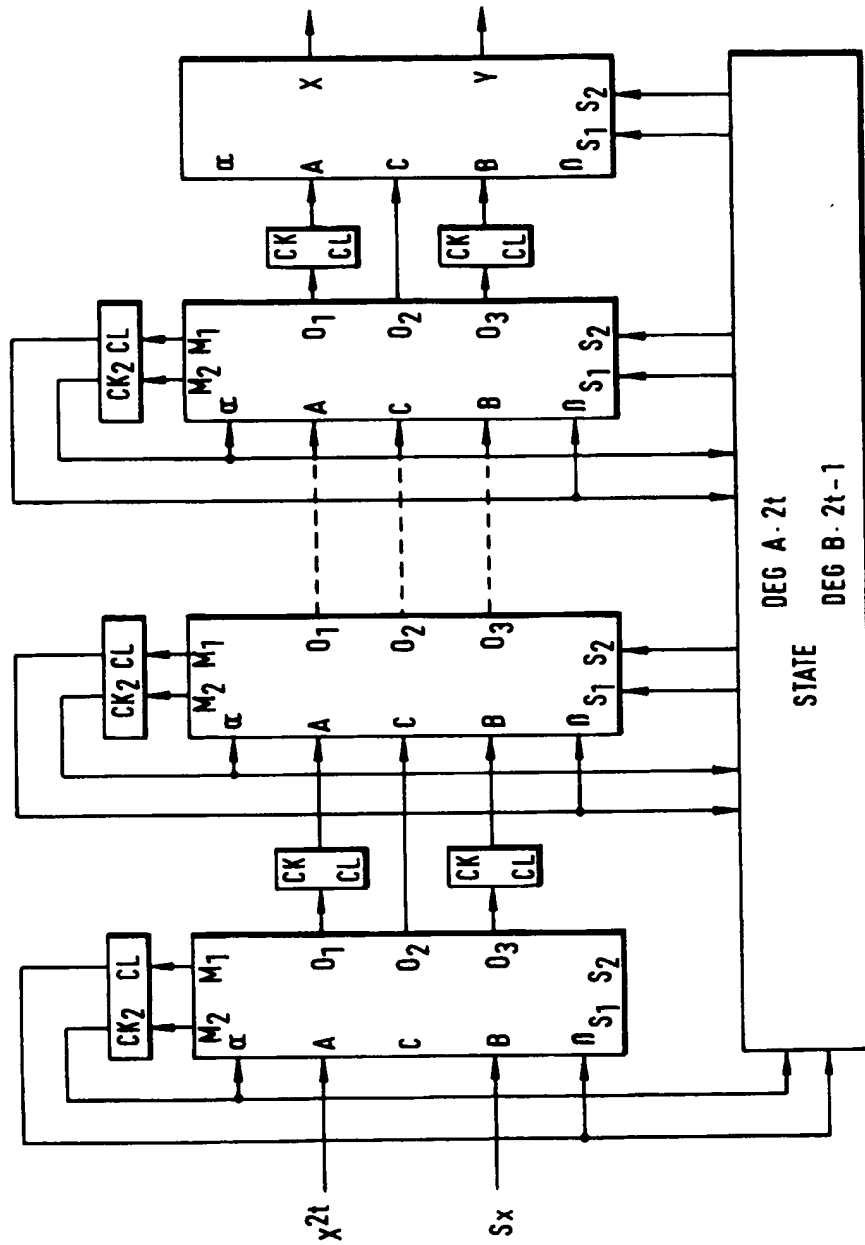 CK2 CL
M2 M1
α
A O1
C O2
B O3
β S1 S2
X2t
Sx
CK
CL
CK
CL
CK2 CL
M2 M1
α
A O1
C O2
B O3
β S1 S2
CK2 CL
M2 M1
α
A O1
C O2
B O3
β S1 S2
CK
CL
CK
CL
α
A X
C
B Y
β S1 S2
STATE
DEG A · 2t
DEG B · 2t-1